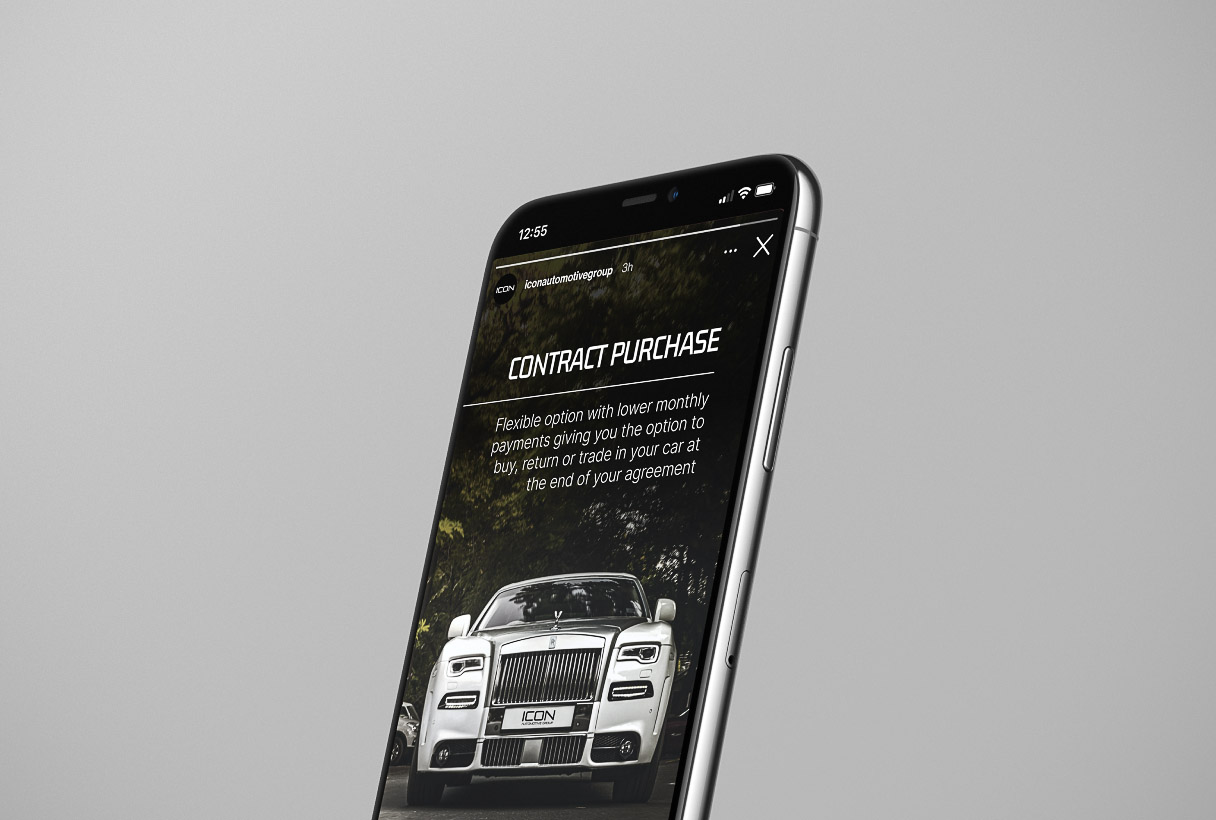 12:55
ICON
iconautomotivegroup 3h
CONTRACT PURCHASE
Flexible option with lower monthly
payments giving you the option to
buy, return or trade in your car at
the end of your agreement
ICON
AUTOMOTIVE GROUP